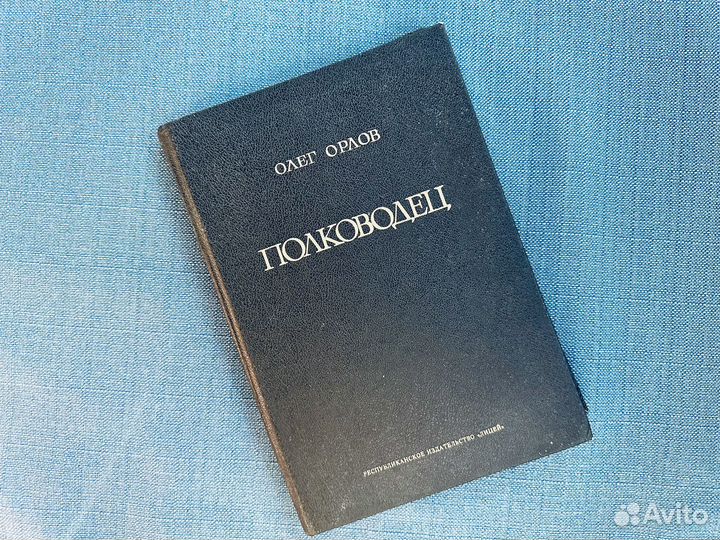 ОЛЕГ ОРЛОВ
ПОЛКОВОДЕЦ
РЕСПУБЛИКАНСКОЕ ИЗДАТЕЛЬСТВО «ЛИЦЕЙ»
Avito